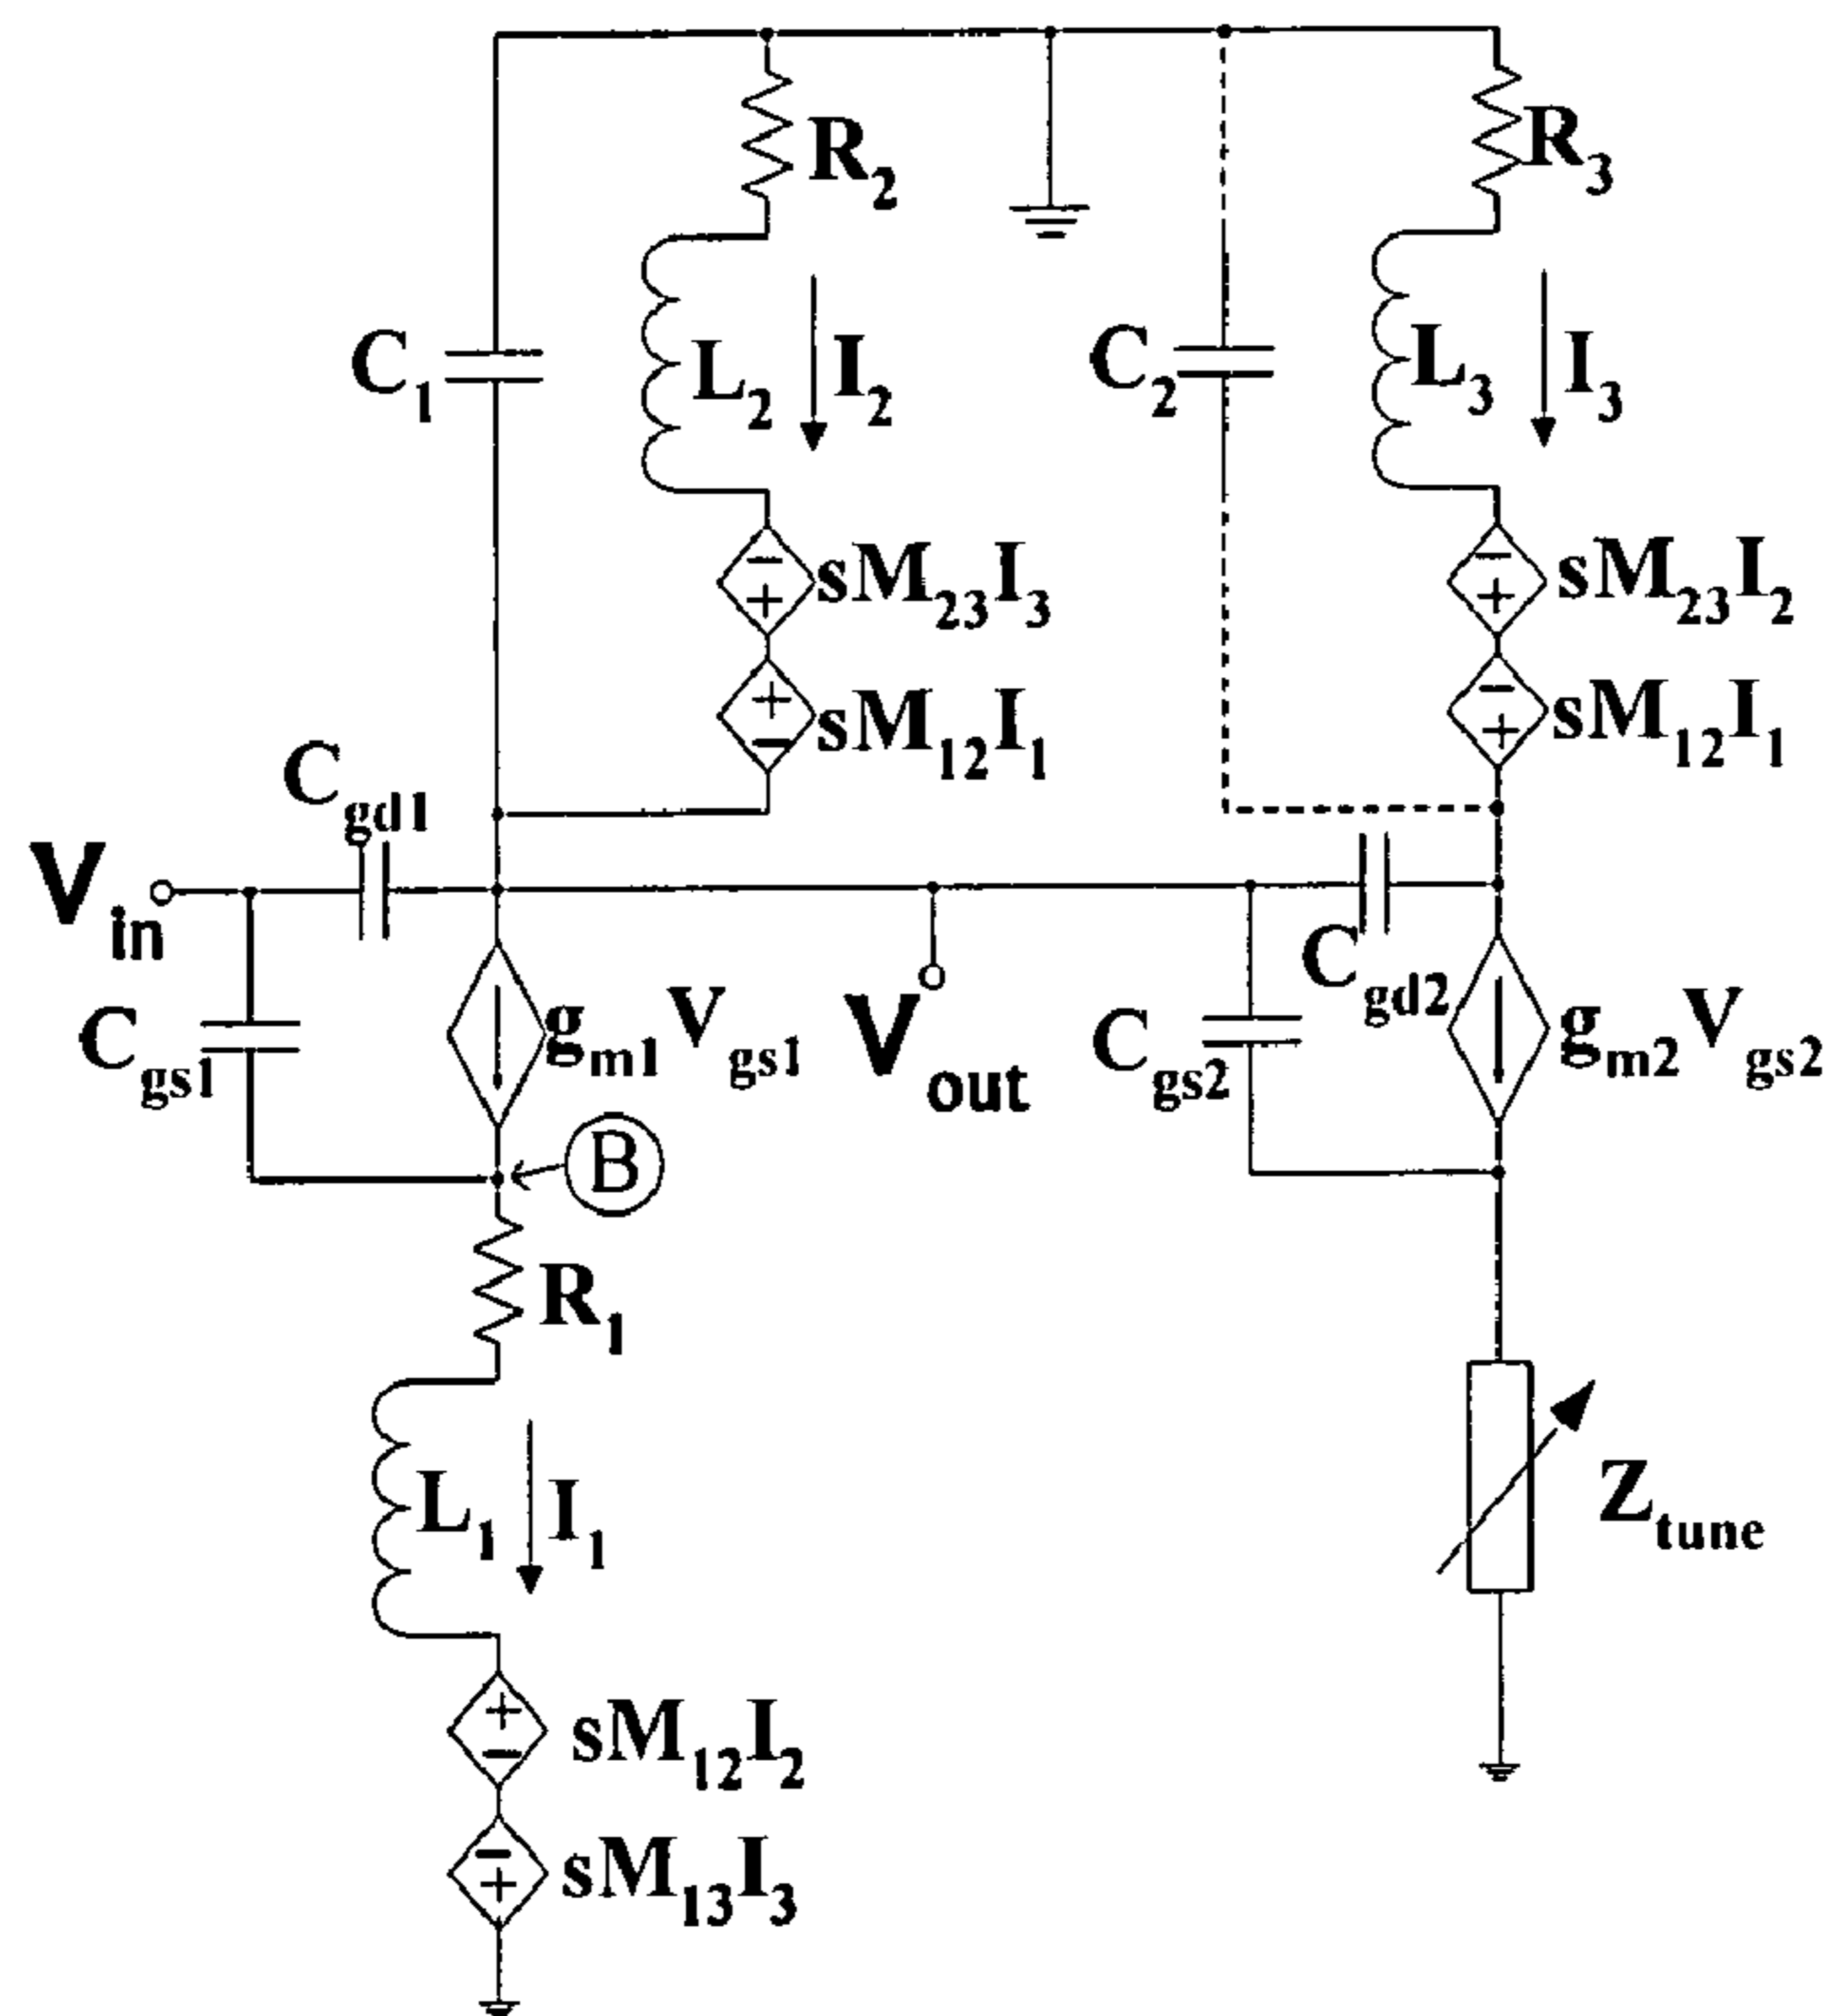 R2
R3
C1
L2
I2
C2
L3
I3
sM23I3
sM23I2
sM12I1
sM12I1
Cgd1
Vin
Cgd2
Cgs1
gm1Vgs1
Vout
Cgs2
gm2Vgs2
B
R1
L1
I1
Ztune
sM12I2
sM13I3